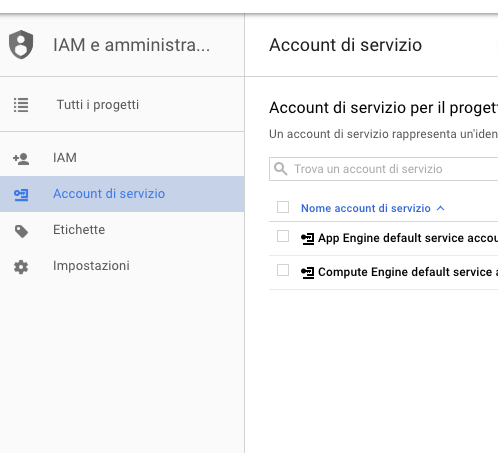 IAM e amministra...
Account di servizio
Tutti i progetti
IAM
Account di servizio
Etichette
Impostazioni
Account di servizio per il proget
Un account di servizio rappresenta un'iden
Trova un account di servizio
Nome account di servizio
App Engine default service accou
Compute Engine default service a